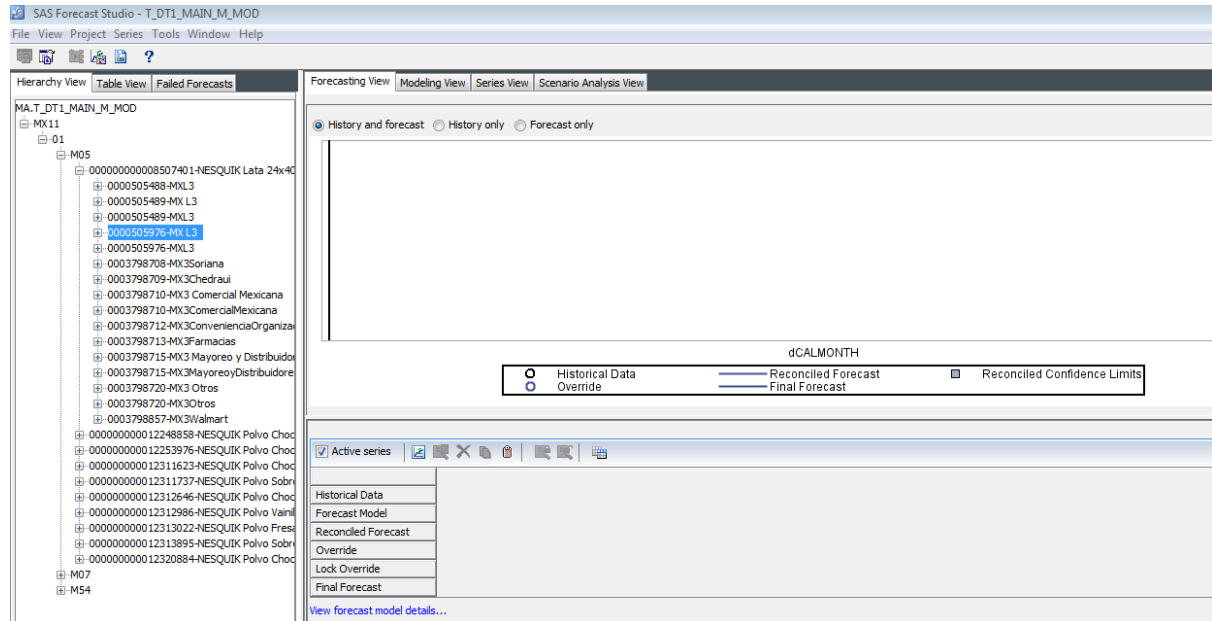 SAS Forecast Studio - T_DT1_MAIN_M_MOD
File View Project Series Tools Window Help
?
Hierarchy View Table View Failed Forecasts
MA.T_DT1_MAIN_M_MOD
MX11
01
M05
000000000008507401-NESQUIK Lata 24x40
0000505488-MXL3
0000505489-MX L3
0000505489-MXL3
0000505976-MX L3
0000505976-MXL3
0003798708-MX3Soriana
0003798709-MX3Chedraui
0003798710-MX3 Comercial Mexicana
0003798710-MX3ComercialMexicana
0003798712-MX3ConvenienciaOrganiza
0003798713-MX3Farmacias
0003798715-MX3 Mayoreo y Distribuido
0003798715-MX3MayoreoyDistribuidore
0003798720-MX3 Otros
0003798720-MX3Otros
0003798857-MX3Walmart
000000000012248858-NESQUIK Polvo Choc
000000000012253976-NESQUIK Polvo Choc
000000000012311623-NESQUIK Polvo Choc
000000000012311737-NESQUIK Polvo Sobr
000000000012312646-NESQUIK Polvo Choc
000000000012312986-NESQUIK Polvo Vainil
000000000012313022-NESQUIK Polvo Fresa
000000000012313895-NESQUIK Polvo Sobr
000000000012320884-NESQUIK Polvo Choc
M07
M54
Forecasting View Modeling View Series View Scenario Analysis View
History and forecast History only Forecast only
dCALMONTH
Historical Data Reconciled Forecast Reconciled Confidence Limits
Override Final Forecast
Active series
Historical Data
Forecast Model
Reconciled Forecast
Override
Lock Override
Final Forecast
View forecast model details...